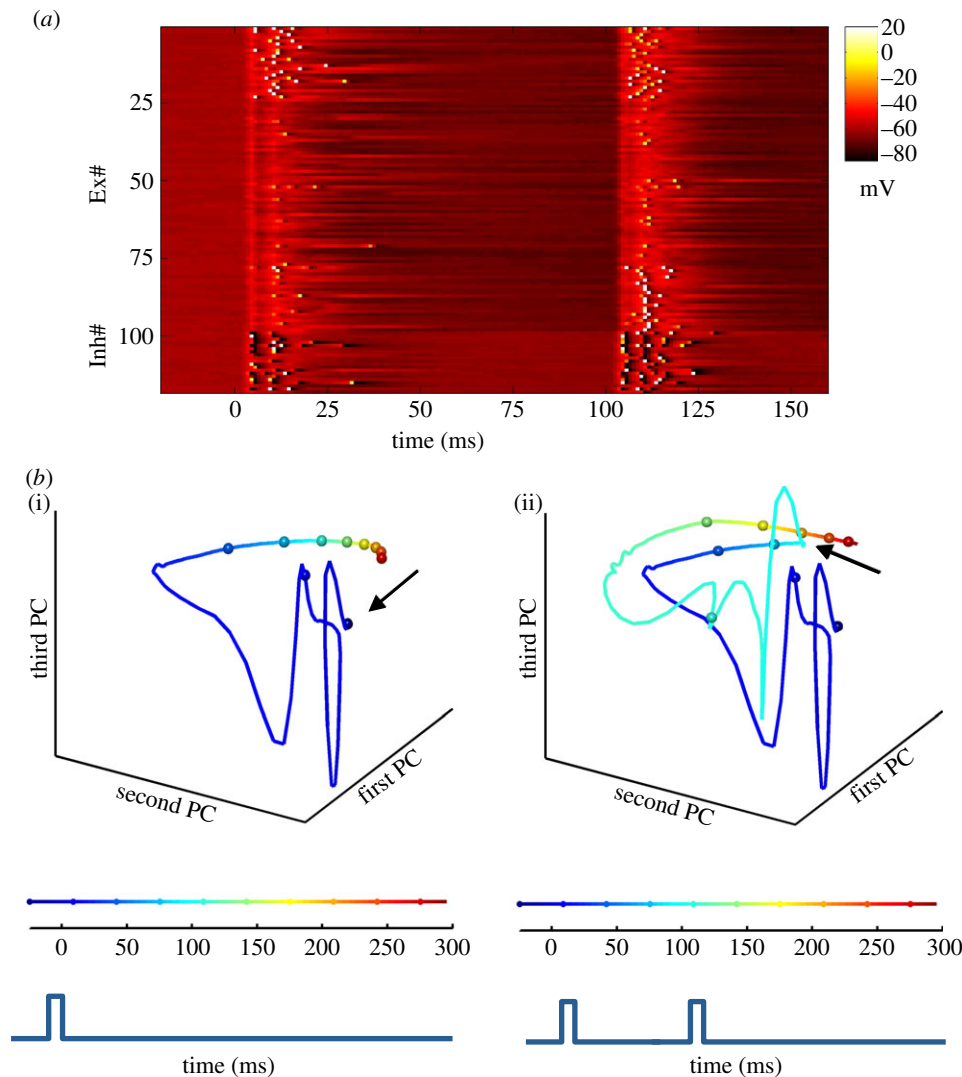 (a)
20
0
–20
–40
–60
–80
mV
25
50
75
100
Ex#
Inh#
0 25 50 75 100 125 150
time (ms)
(b)
(i)
third PC
second PC
first PC
0 50 100 150 200 250 300
time (ms)
(ii)
third PC
second PC
first PC
0 50 100 150 200 250 300
time (ms)